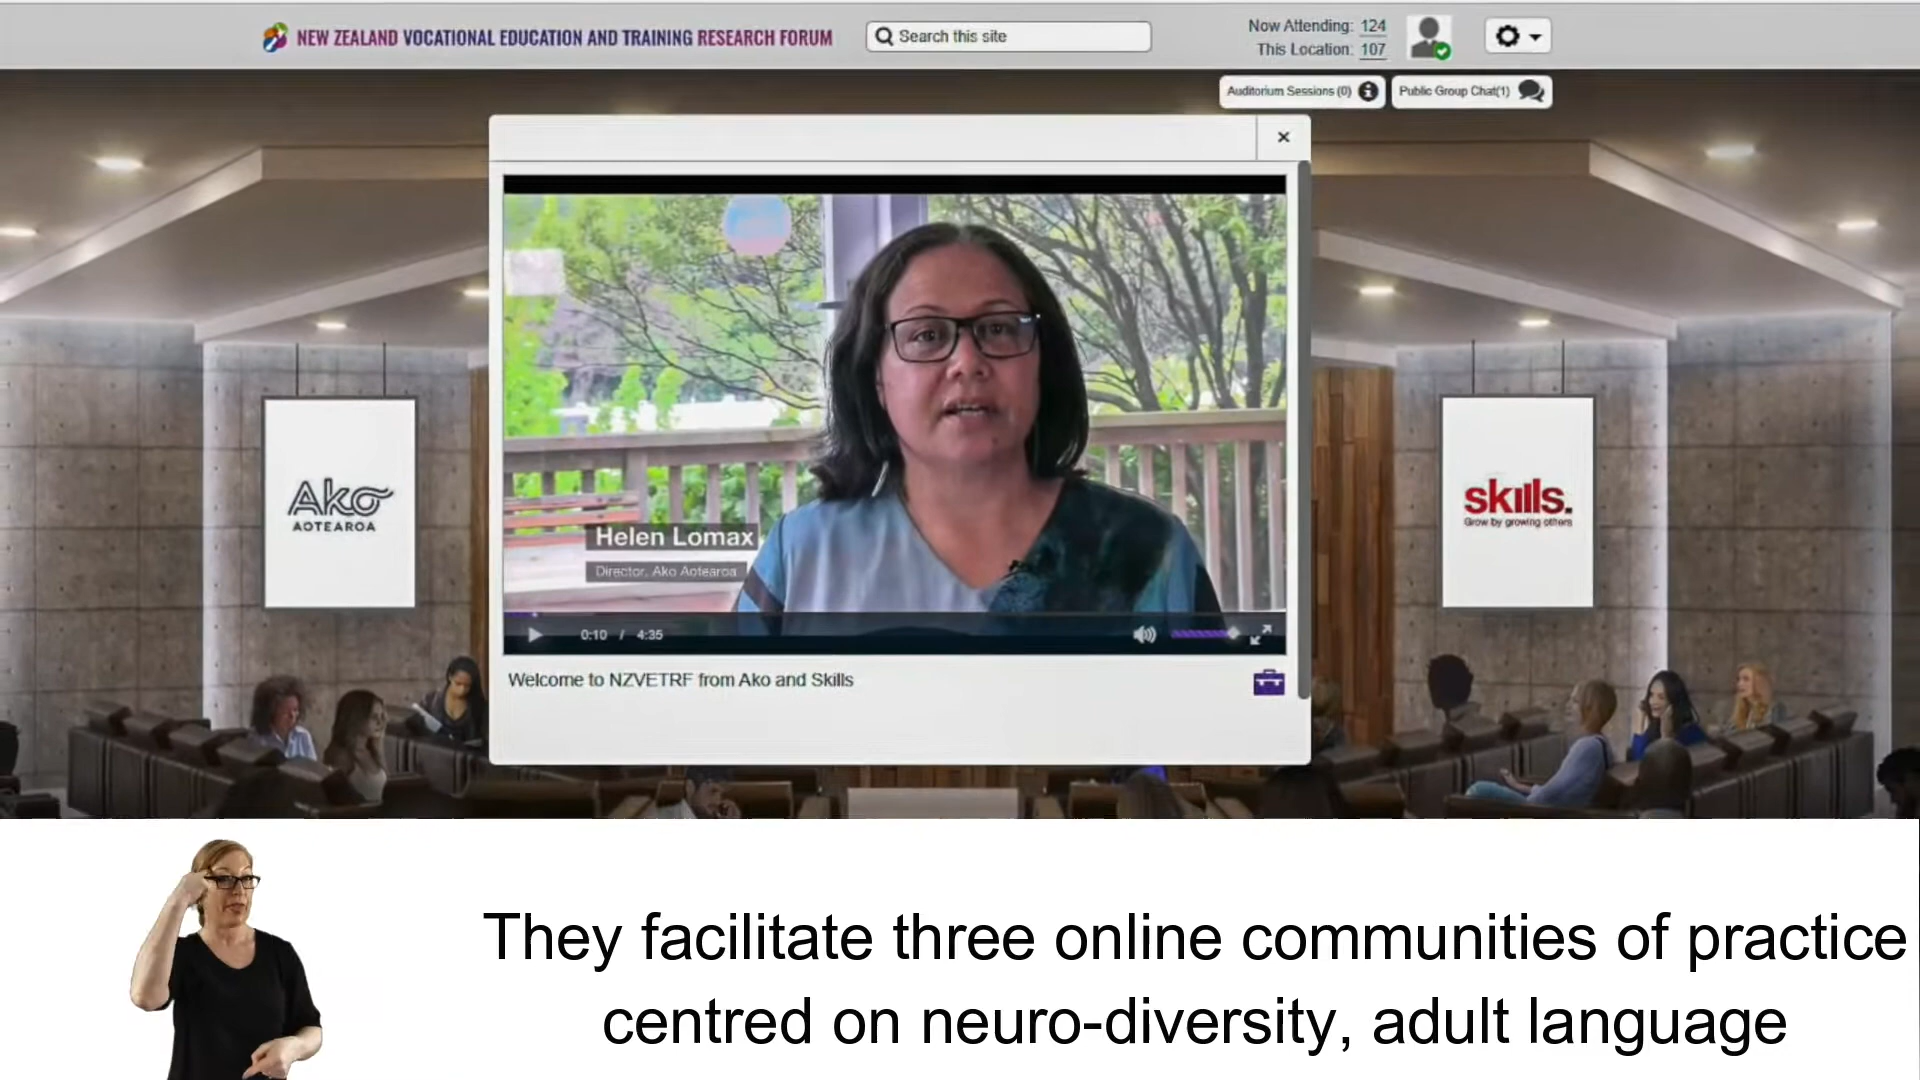 NEW ZEALAND VOCATIONAL EDUCATION AND TRAINING RESEARCH FORUM
Search this site
Now Attending: 124
This Location: 107
Auditorium Sessions (0)
Public Group Chat(1)
Ako
AOTEAROA
skills.
Grow by growing others
Helen Lomax
Director, Ako Aotearoa
0:10 / 4:35
Welcome to NZVETRF from Ako and Skills
They facilitate three online communities of practice
centred on neuro-diversity, adult language